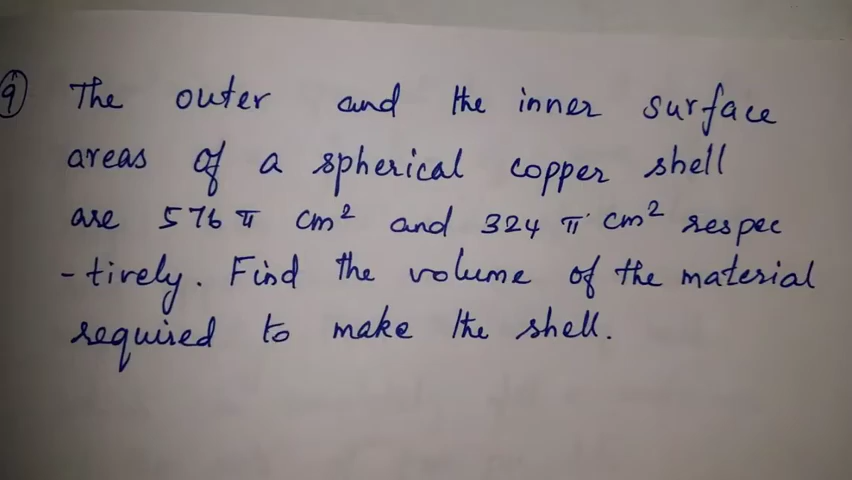 9 The outer and the inner surface
areas of a spherical copper shell
are 576 π cm² and 324 π cm² respec
-tively. Find the volume of the material
required to make the shell.